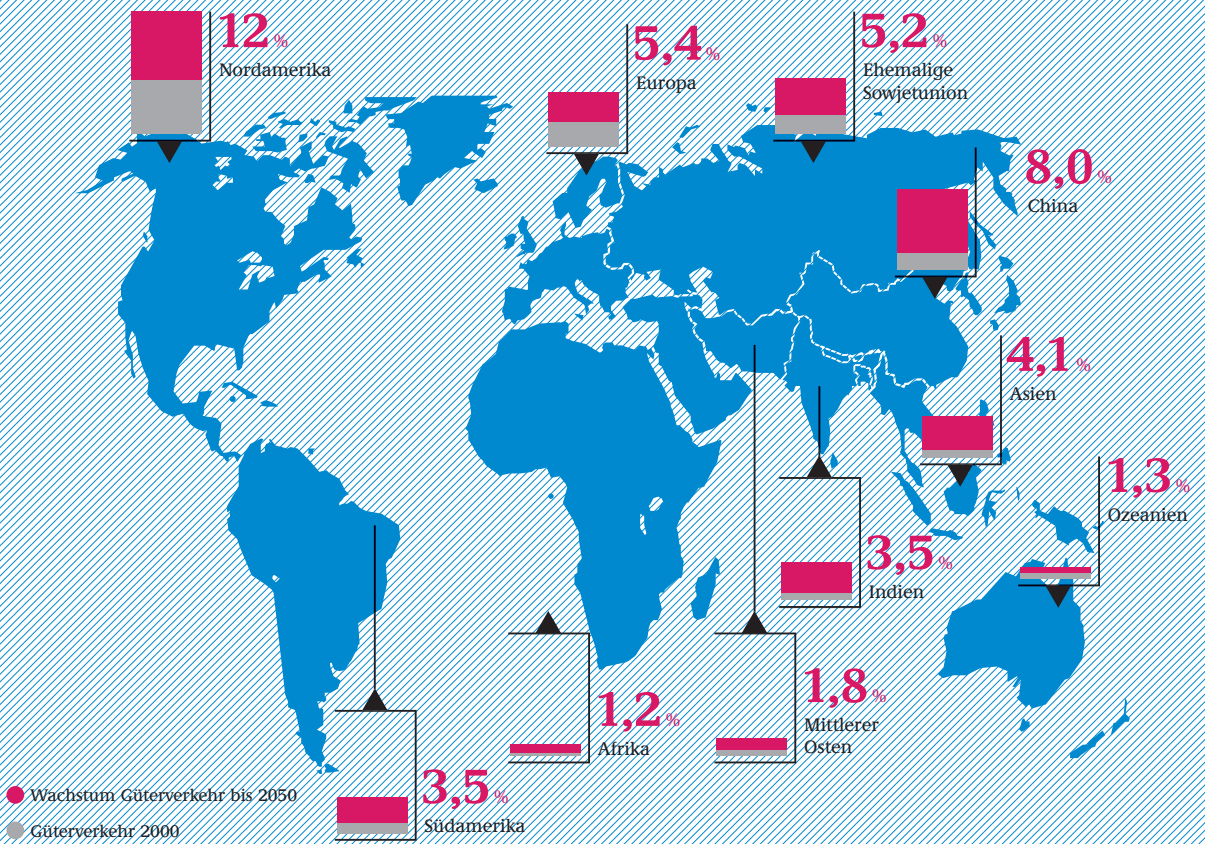 12 %
Nordamerika
5,4 %
Europa
5,2 %
Ehemalige
Sowjetunion
8,0 %
China
4,1 %
Asien
1,3 %
Ozeanien
3,5 %
Indien
1,8 %
Mittlerer
Osten
1,2 %
Afrika
3,5 %
Südamerika
Wachstum Güterverkehr bis 2050
Güterverkehr 2000